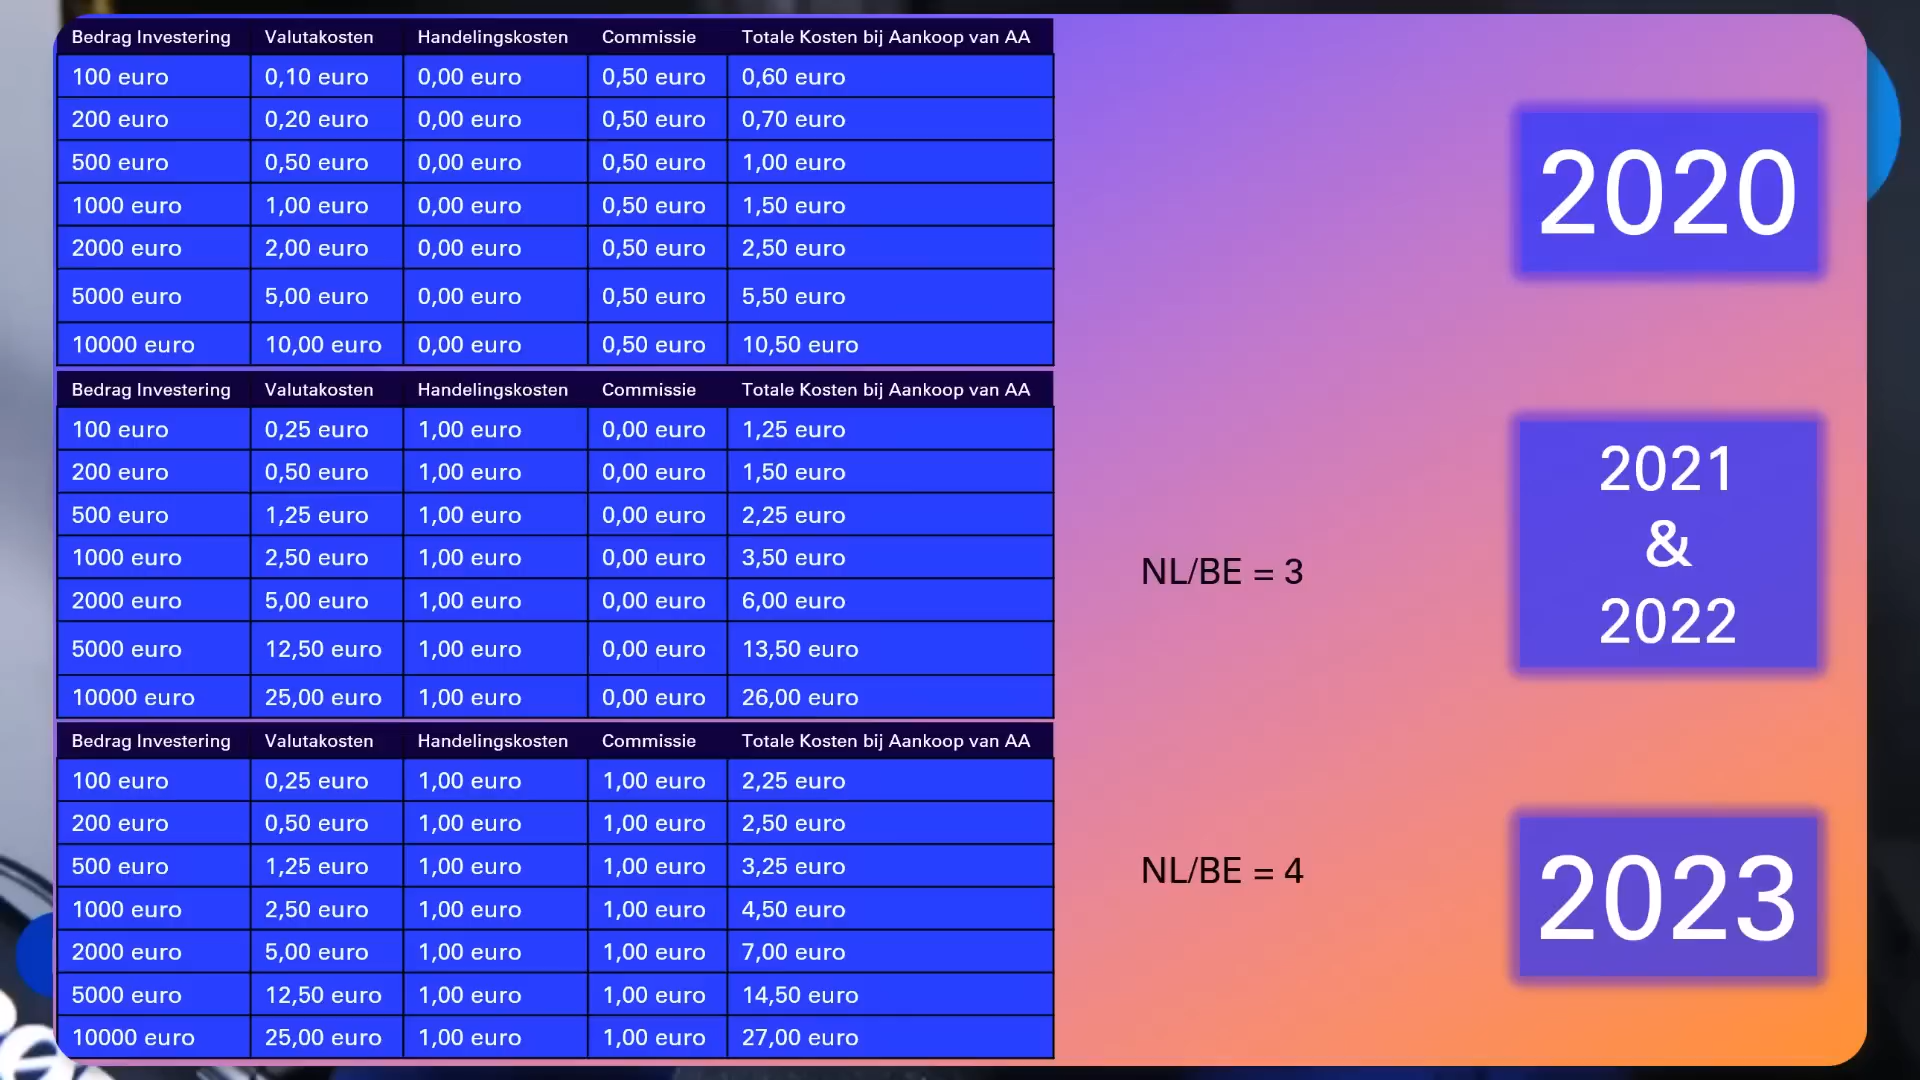 Bedrag Investering Valutakosten Handelingskosten Commissie Totale Kosten bij Aankoop van AA
100 euro 0,10 euro 0,00 euro 0,50 euro 0,60 euro
200 euro 0,20 euro 0,00 euro 0,50 euro 0,70 euro
500 euro 0,50 euro 0,00 euro 0,50 euro 1,00 euro
1000 euro 1,00 euro 0,00 euro 0,50 euro 1,50 euro
2000 euro 2,00 euro 0,00 euro 0,50 euro 2,50 euro
5000 euro 5,00 euro 0,00 euro 0,50 euro 5,50 euro
10000 euro 10,00 euro 0,00 euro 0,50 euro 10,50 euro
2020
Bedrag Investering Valutakosten Handelingskosten Commissie Totale Kosten bij Aankoop van AA
100 euro 0,25 euro 1,00 euro 0,00 euro 1,25 euro
200 euro 0,50 euro 1,00 euro 0,00 euro 1,50 euro
500 euro 1,25 euro 1,00 euro 0,00 euro 2,25 euro
1000 euro 2,50 euro 1,00 euro 0,00 euro 3,50 euro
2000 euro 5,00 euro 1,00 euro 0,00 euro 6,00 euro
5000 euro 12,50 euro 1,00 euro 0,00 euro 13,50 euro
10000 euro 25,00 euro 1,00 euro 0,00 euro 26,00 euro
NL/BE = 3
2021
&
2022
Bedrag Investering Valutakosten Handelingskosten Commissie Totale Kosten bij Aankoop van AA
100 euro 0,25 euro 1,00 euro 1,00 euro 2,25 euro
200 euro 0,50 euro 1,00 euro 1,00 euro 2,50 euro
500 euro 1,25 euro 1,00 euro 1,00 euro 3,25 euro
1000 euro 2,50 euro 1,00 euro 1,00 euro 4,50 euro
2000 euro 5,00 euro 1,00 euro 1,00 euro 7,00 euro
5000 euro 12,50 euro 1,00 euro 1,00 euro 14,50 euro
10000 euro 25,00 euro 1,00 euro 1,00 euro 27,00 euro
NL/BE = 4
2023